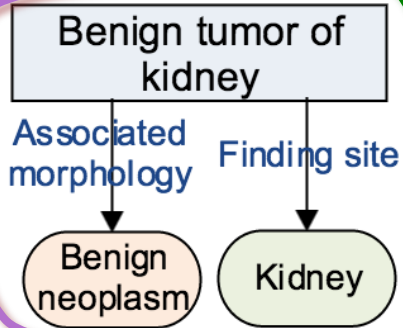 Benign tumor of
kidney
Associated
morphology
Finding site
Benign
neoplasm
Kidney